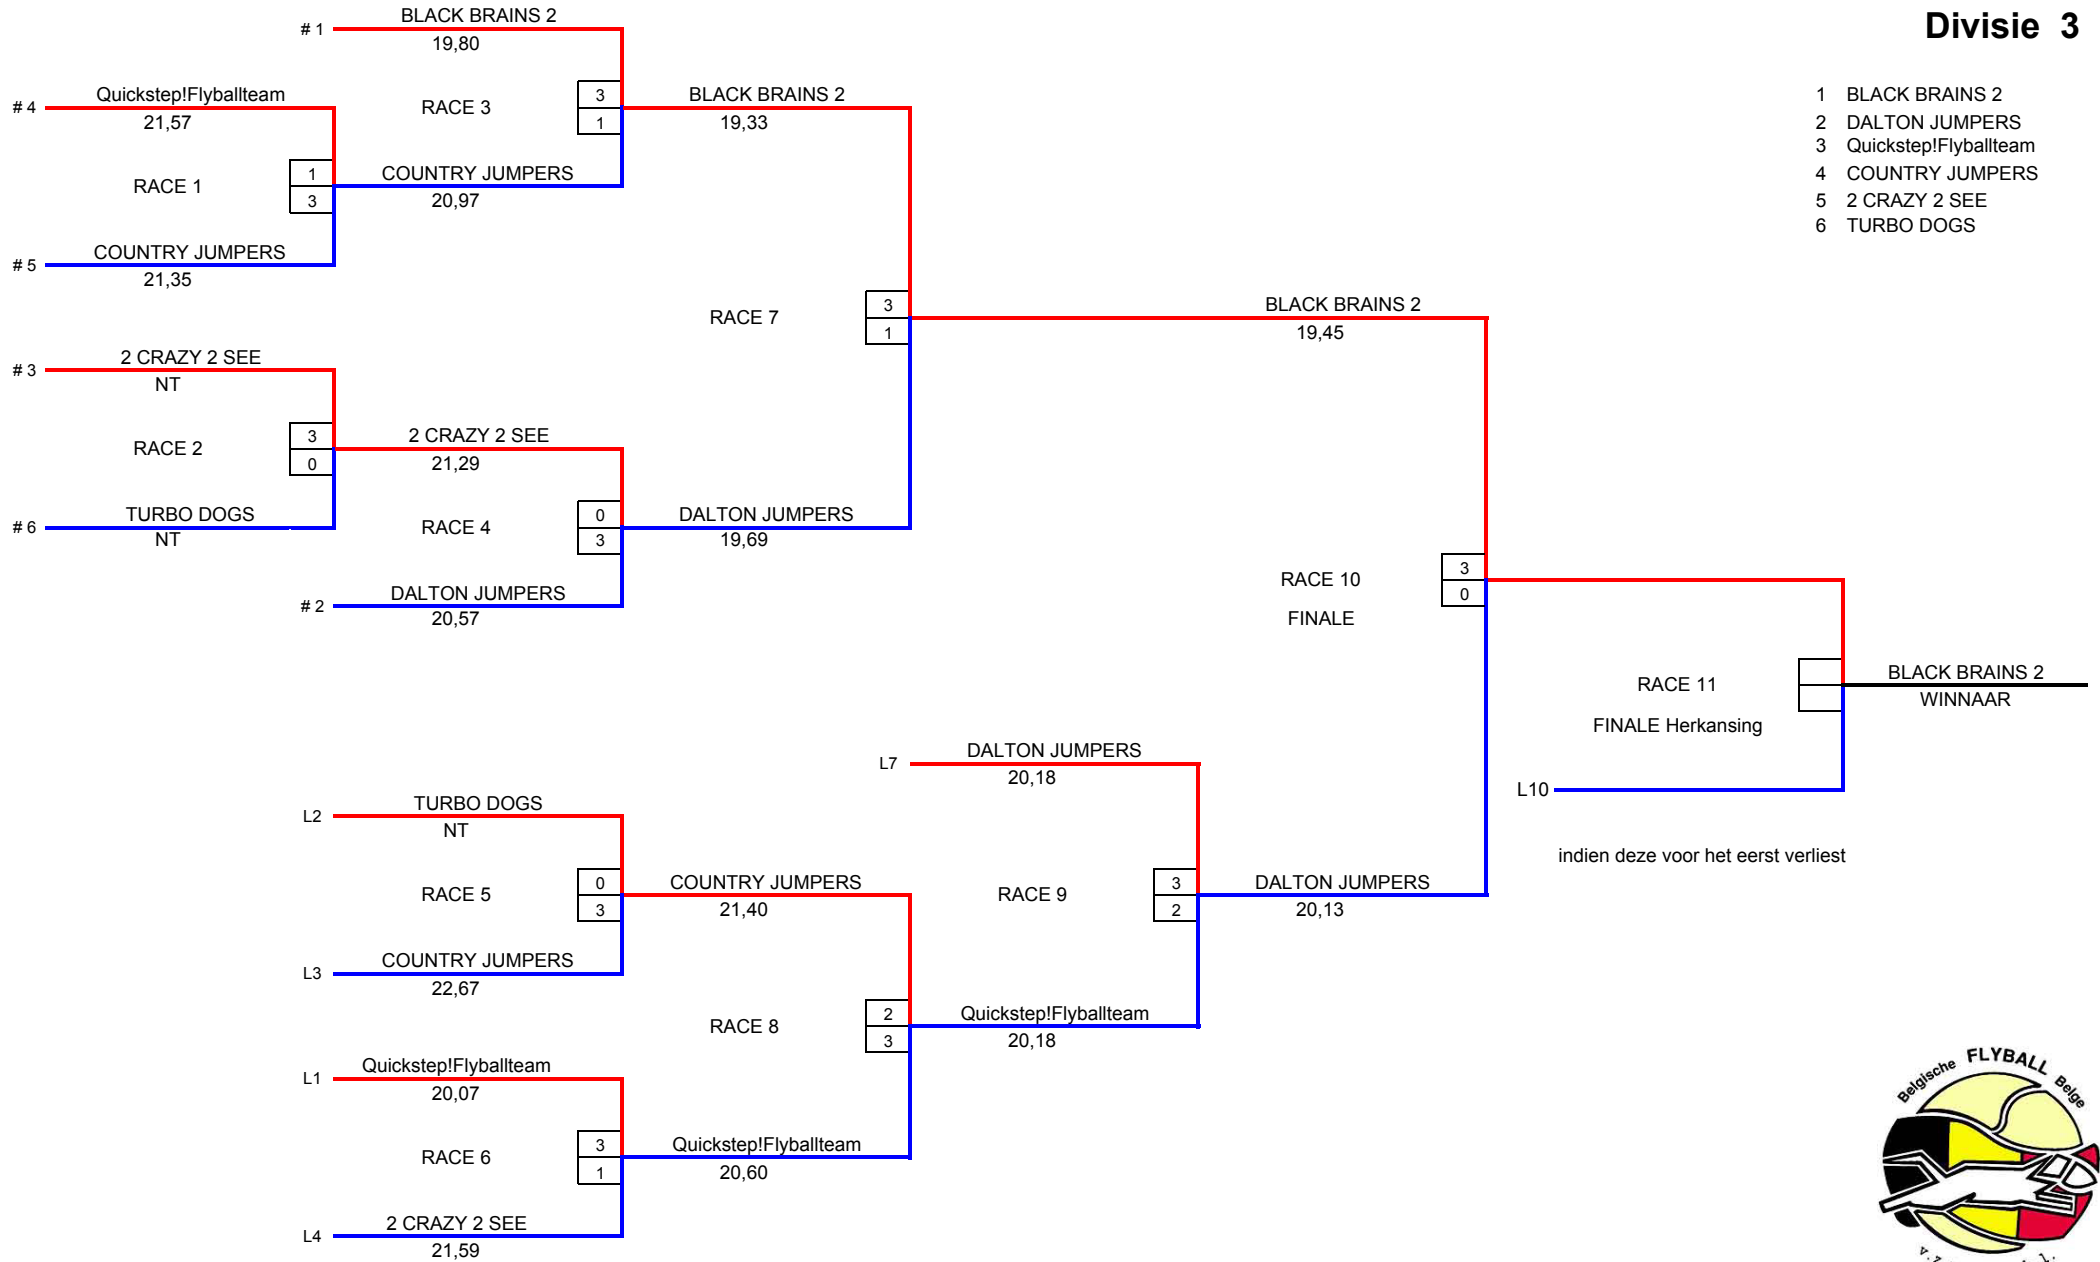 Divisie 3
1 BLACK BRAINS 2
2 DALTON JUMPERS
3 Quickstep!Flyballteam
4 COUNTRY JUMPERS
5 2 CRAZY 2 SEE
6 TURBO DOGS
# 1
BLACK BRAINS 2
19,80
# 4
Quickstep!Flyballteam
21,57
RACE 3
3
1
BLACK BRAINS 2
19,33
RACE 1
1
3
COUNTRY JUMPERS
20,97
# 5
COUNTRY JUMPERS
21,35
RACE 7
3
1
BLACK BRAINS 2
19,45
# 3
2 CRAZY 2 SEE
NT
RACE 2
3
0
2 CRAZY 2 SEE
21,29
# 6
TURBO DOGS
NT
RACE 4
0
3
DALTON JUMPERS
19,69
# 2
DALTON JUMPERS
20,57
RACE 10
FINALE
3
0
RACE 11
FINALE Herkansing
BLACK BRAINS 2
WINNAAR
L7
DALTON JUMPERS
20,18
L10
indien deze voor het eerst verliest
L2
TURBO DOGS
NT
RACE 5
0
3
COUNTRY JUMPERS
21,40
RACE 9
3
2
DALTON JUMPERS
20,13
L3
COUNTRY JUMPERS
22,67
RACE 8
2
3
Quickstep!Flyballteam
20,18
L1
Quickstep!Flyballteam
20,07
RACE 6
3
1
Quickstep!Flyballteam
20,60
L4
2 CRAZY 2 SEE
21,59
Belgische FLYBALL Belge